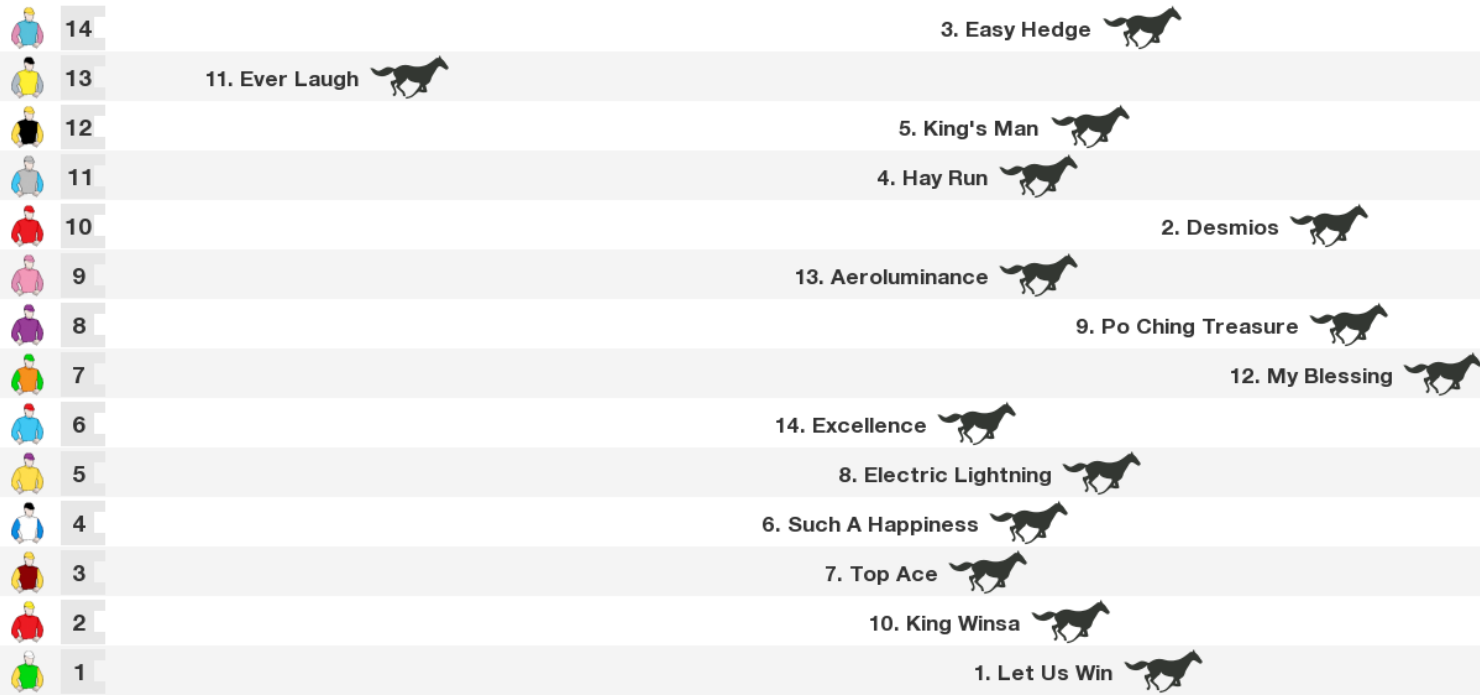 14 3. Easy Hedge
13 11. Ever Laugh
12 5. King's Man
11 4. Hay Run
10 2. Desmios
9 13. Aeroluminance
8 9. Po Ching Treasure
7 12. My Blessing
6 14. Excellence
5 8. Electric Lightning
4 6. Such A Happiness
3 7. Top Ace
2 10. King Winsa
1 1. Let Us Win